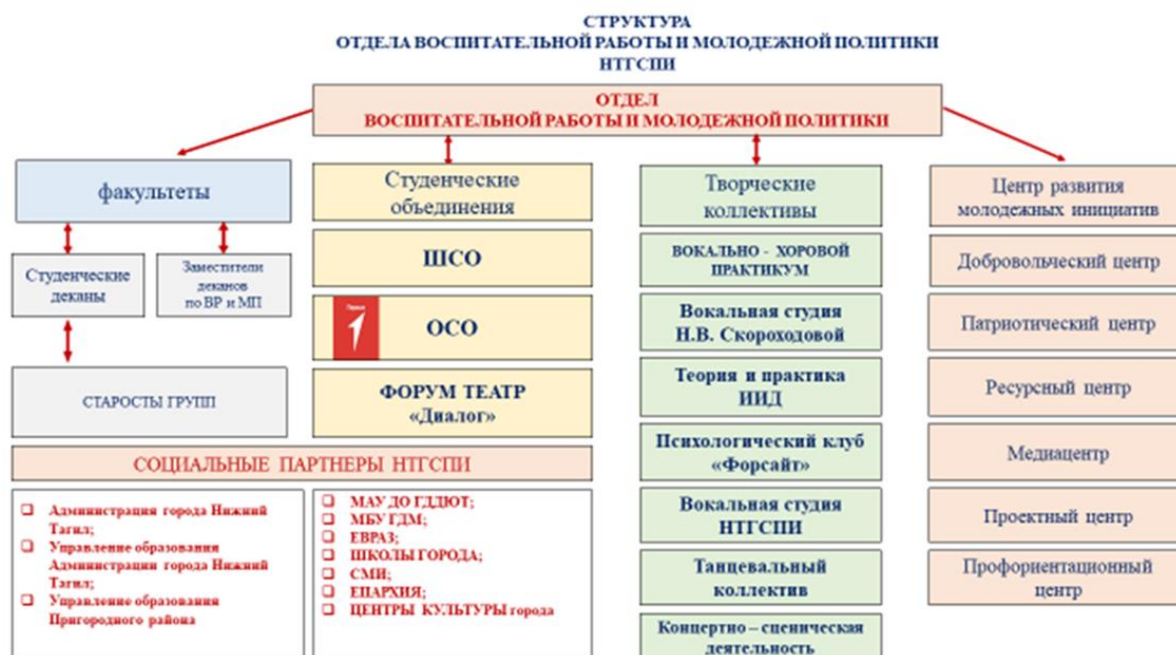 СТРУКТУРА
ОТДЕЛА ВОСПИТАТЕЛЬНОЙ РАБОТЫ И МОЛОДЕЖНОЙ ПОЛИТИКИ
НТГСПИ
ОТДЕЛ
ВОСПИТАТЕЛЬНОЙ РАБОТЫ И МОЛОДЕЖНОЙ ПОЛИТИКИ
факультеты
Студенческие
деканы
Заместители
деканов
по ВР и МП
СТАРОСТЫ ГРУПП
Студенческие
объединения
ШСО
ОСО
ФОРУМ ТЕАТР
«Диалог»
Творческие
коллективы
ВОКАЛЬНО - ХОРОВОЙ
ПРАКТИКУМ
Вокальная студия
Н.В. Скороходовой
Теория и практика
ИИД
Психологический клуб
«Форсайт»
Вокальная студия
НТГСПИ
Танцевальный
коллектив
Концертно – сценическая
деятельность
Центр развития
молодежных инициатив
Добровольческий центр
Патриотический центр
Ресурсный центр
Медиацентр
Проектный центр
Профориентационный
центр
СОЦИАЛЬНЫЕ ПАРТНЕРЫ НТГСПИ
Администрация города Нижний
Тагил;
Управление образования
Администрации города Нижний
Тагил;
Управление образования
Пригородного района
МАУ ДО ГДДЮТ;
МБУ ГДМ;
ЕВРАЗ;
ШКОЛЫ ГОРОДА;
СМИ;
ЕПАРХИЯ;
ЦЕНТРЫ КУЛЬТУРЫ города